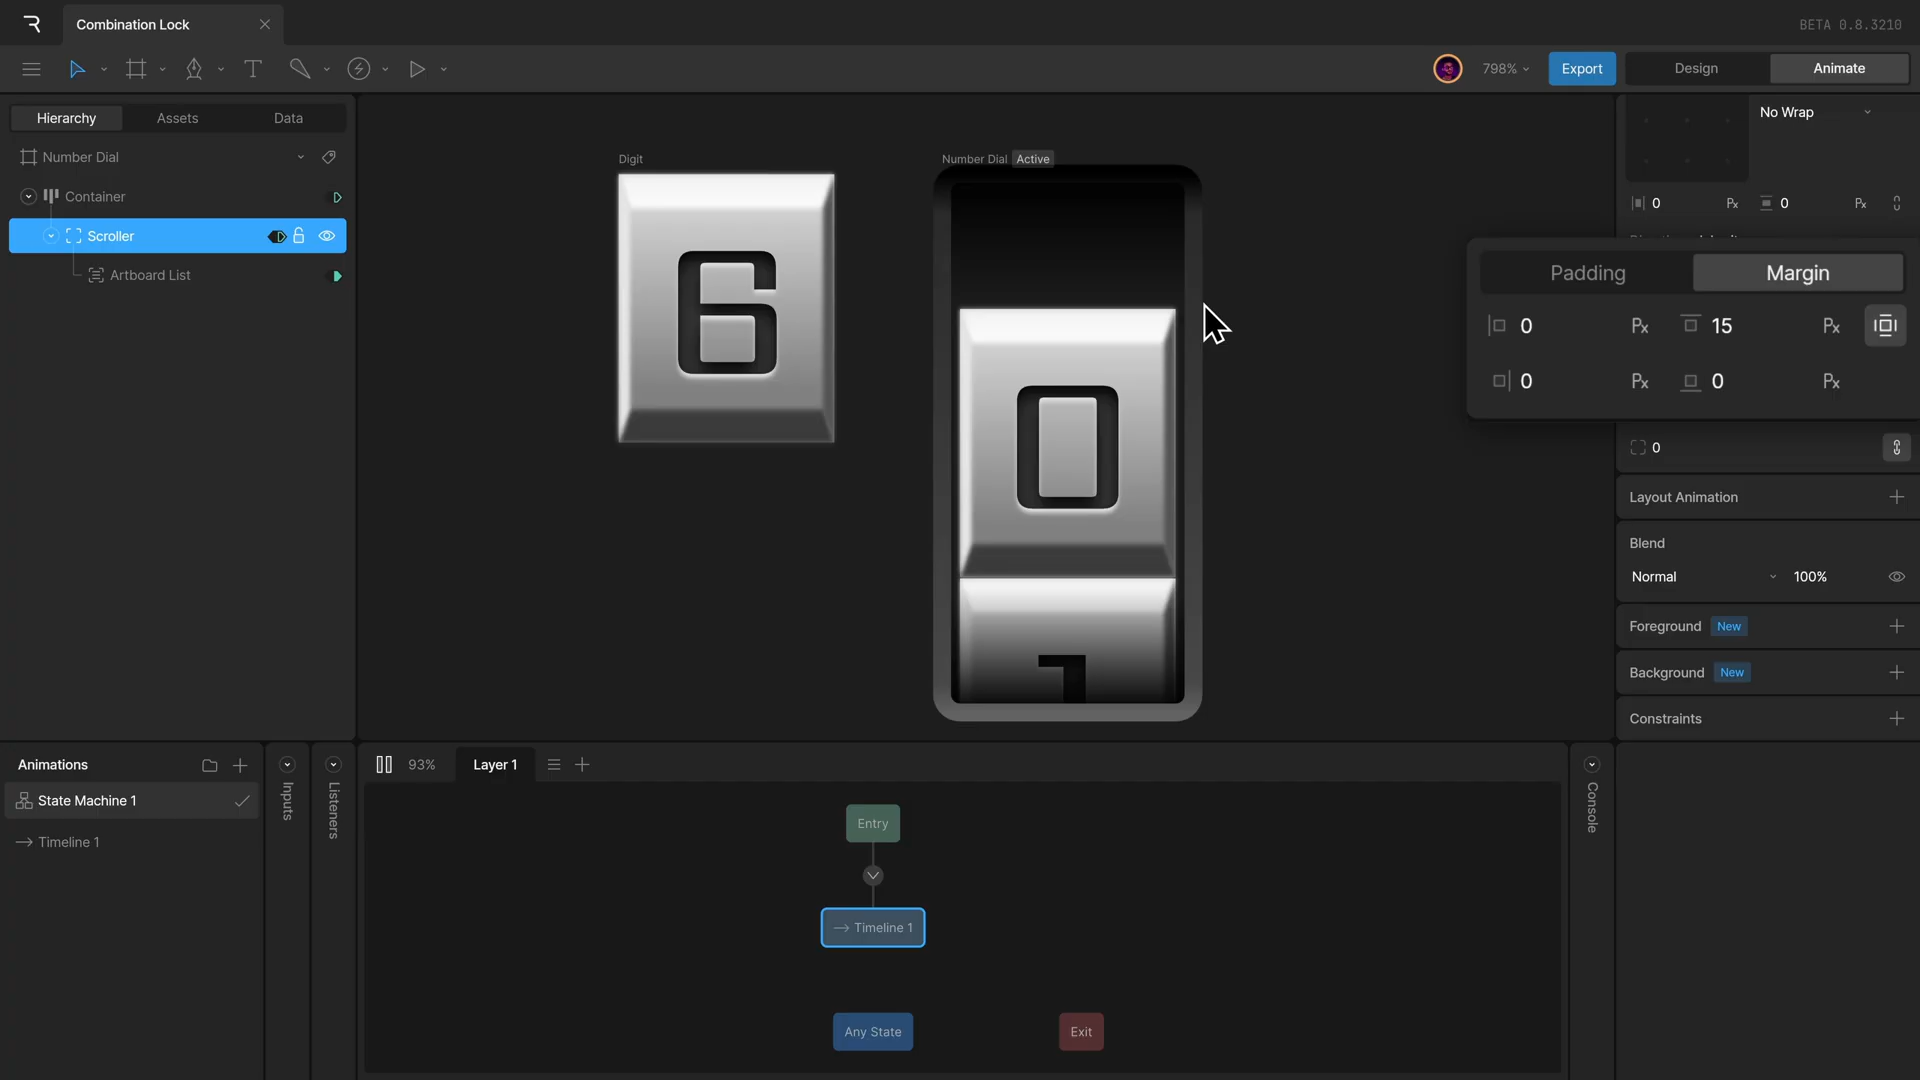 Combination Lock
BETA 0.8.3210
798%
Export
Design
Animate
Hierarchy
Assets
Data
Number Dial
Container
Scroller
Artboard List
Digit
6
Number Dial Active
0
1
No Wrap
0 Px 0 Px
Padding
Margin
0 Px 15 Px
0 Px 0 Px
0
Layout Animation
Blend
Normal 100%
Foreground New
Background New
Constraints
Animations
State Machine 1
Timeline 1
Inputs
Listeners
93%
Layer 1
Entry
Timeline 1
Any State
Exit
Console